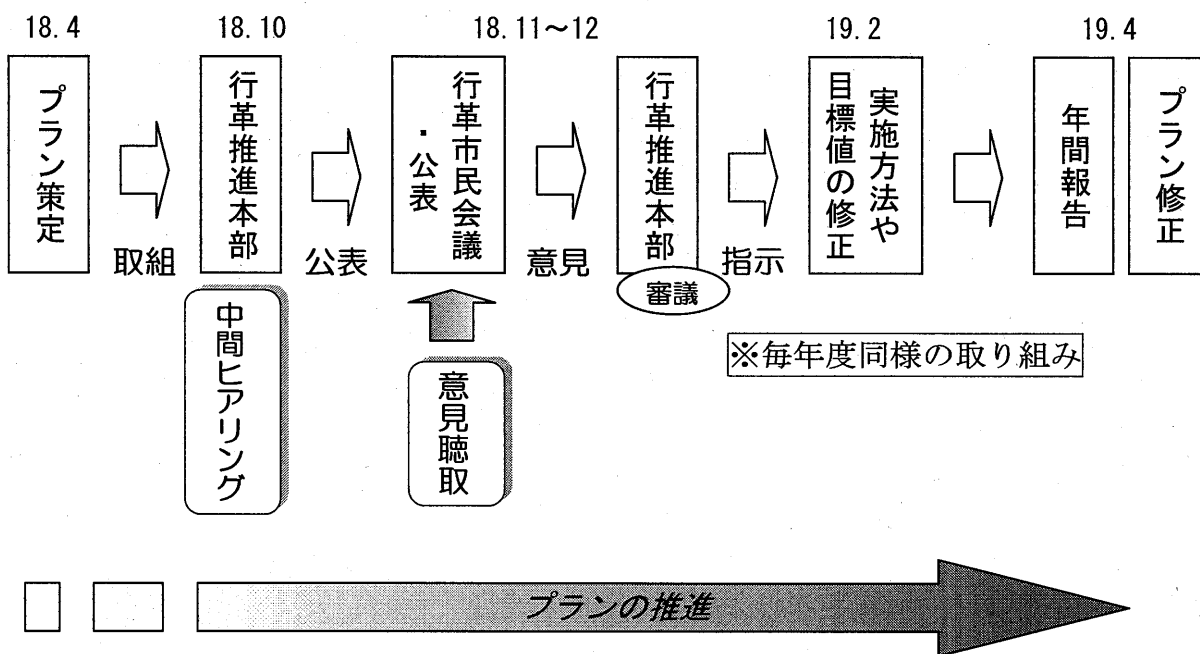 18.4
18.10
18.11～12
19.2
19.4
プラン策定
取組
行革推進本部
中間ヒアリング
公表
行革市民会議
・公表
意見聴取
意見
行革推進本部
審議
指示
実施方法や
目標値の修正
年間報告
プラン修正
※毎年度同様の取り組み
プランの推進